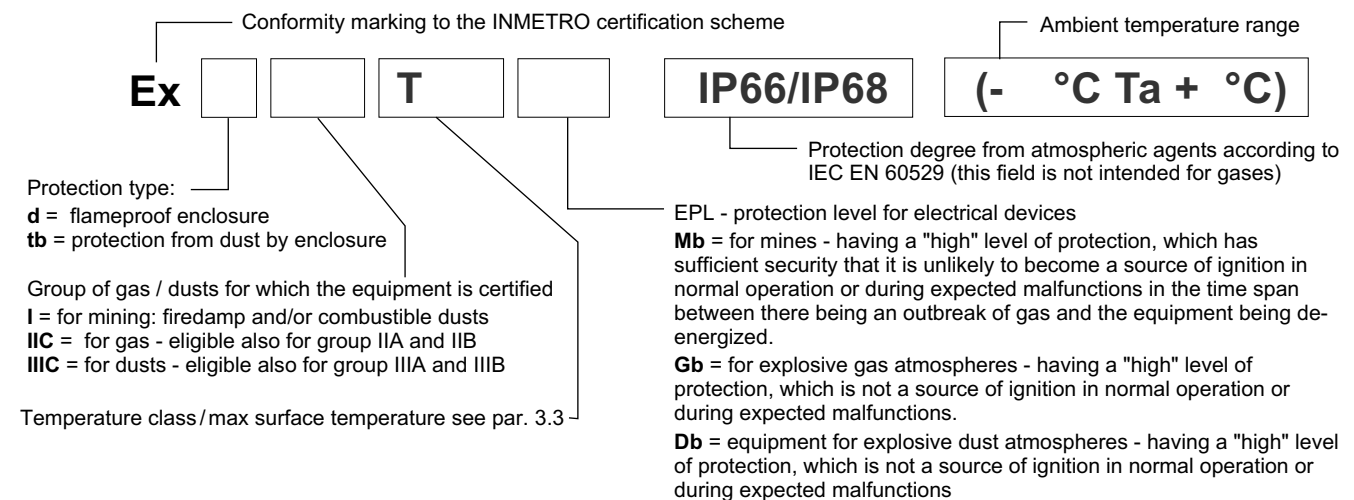 Conformity marking to the INMETRO certification scheme
Ambient temperature range
Ex T IP66/IP68 (- °C Ta + °C)
Protection degree from atmospheric agents according to
IEC EN 60529 (this field is not intended for gases)
Protection type:
d = flameproof enclosure
tb = protection from dust by enclosure
Group of gas / dusts for which the equipment is certified
I = for mining: firedamp and/or combustible dusts
IIC = for gas - eligible also for group IIA and IIB
IIIC = for dusts - eligible also for group IIIA and IIIB
Temperature class/max surface temperature see par. 3.3
EPL - protection level for electrical devices
Mb = for mines - having a "high" level of protection, which has
sufficient security that it is unlikely to become a source of ignition in
normal operation or during expected malfunctions in the time span
between there being an outbreak of gas and the equipment being de-
energized.
Gb = for explosive gas atmospheres - having a "high" level of
protection, which is not a source of ignition in normal operation or
during expected malfunctions.
Db = equipment for explosive dust atmospheres - having a "high" level
of protection, which is not a source of ignition in normal operation or
during expected malfunctions